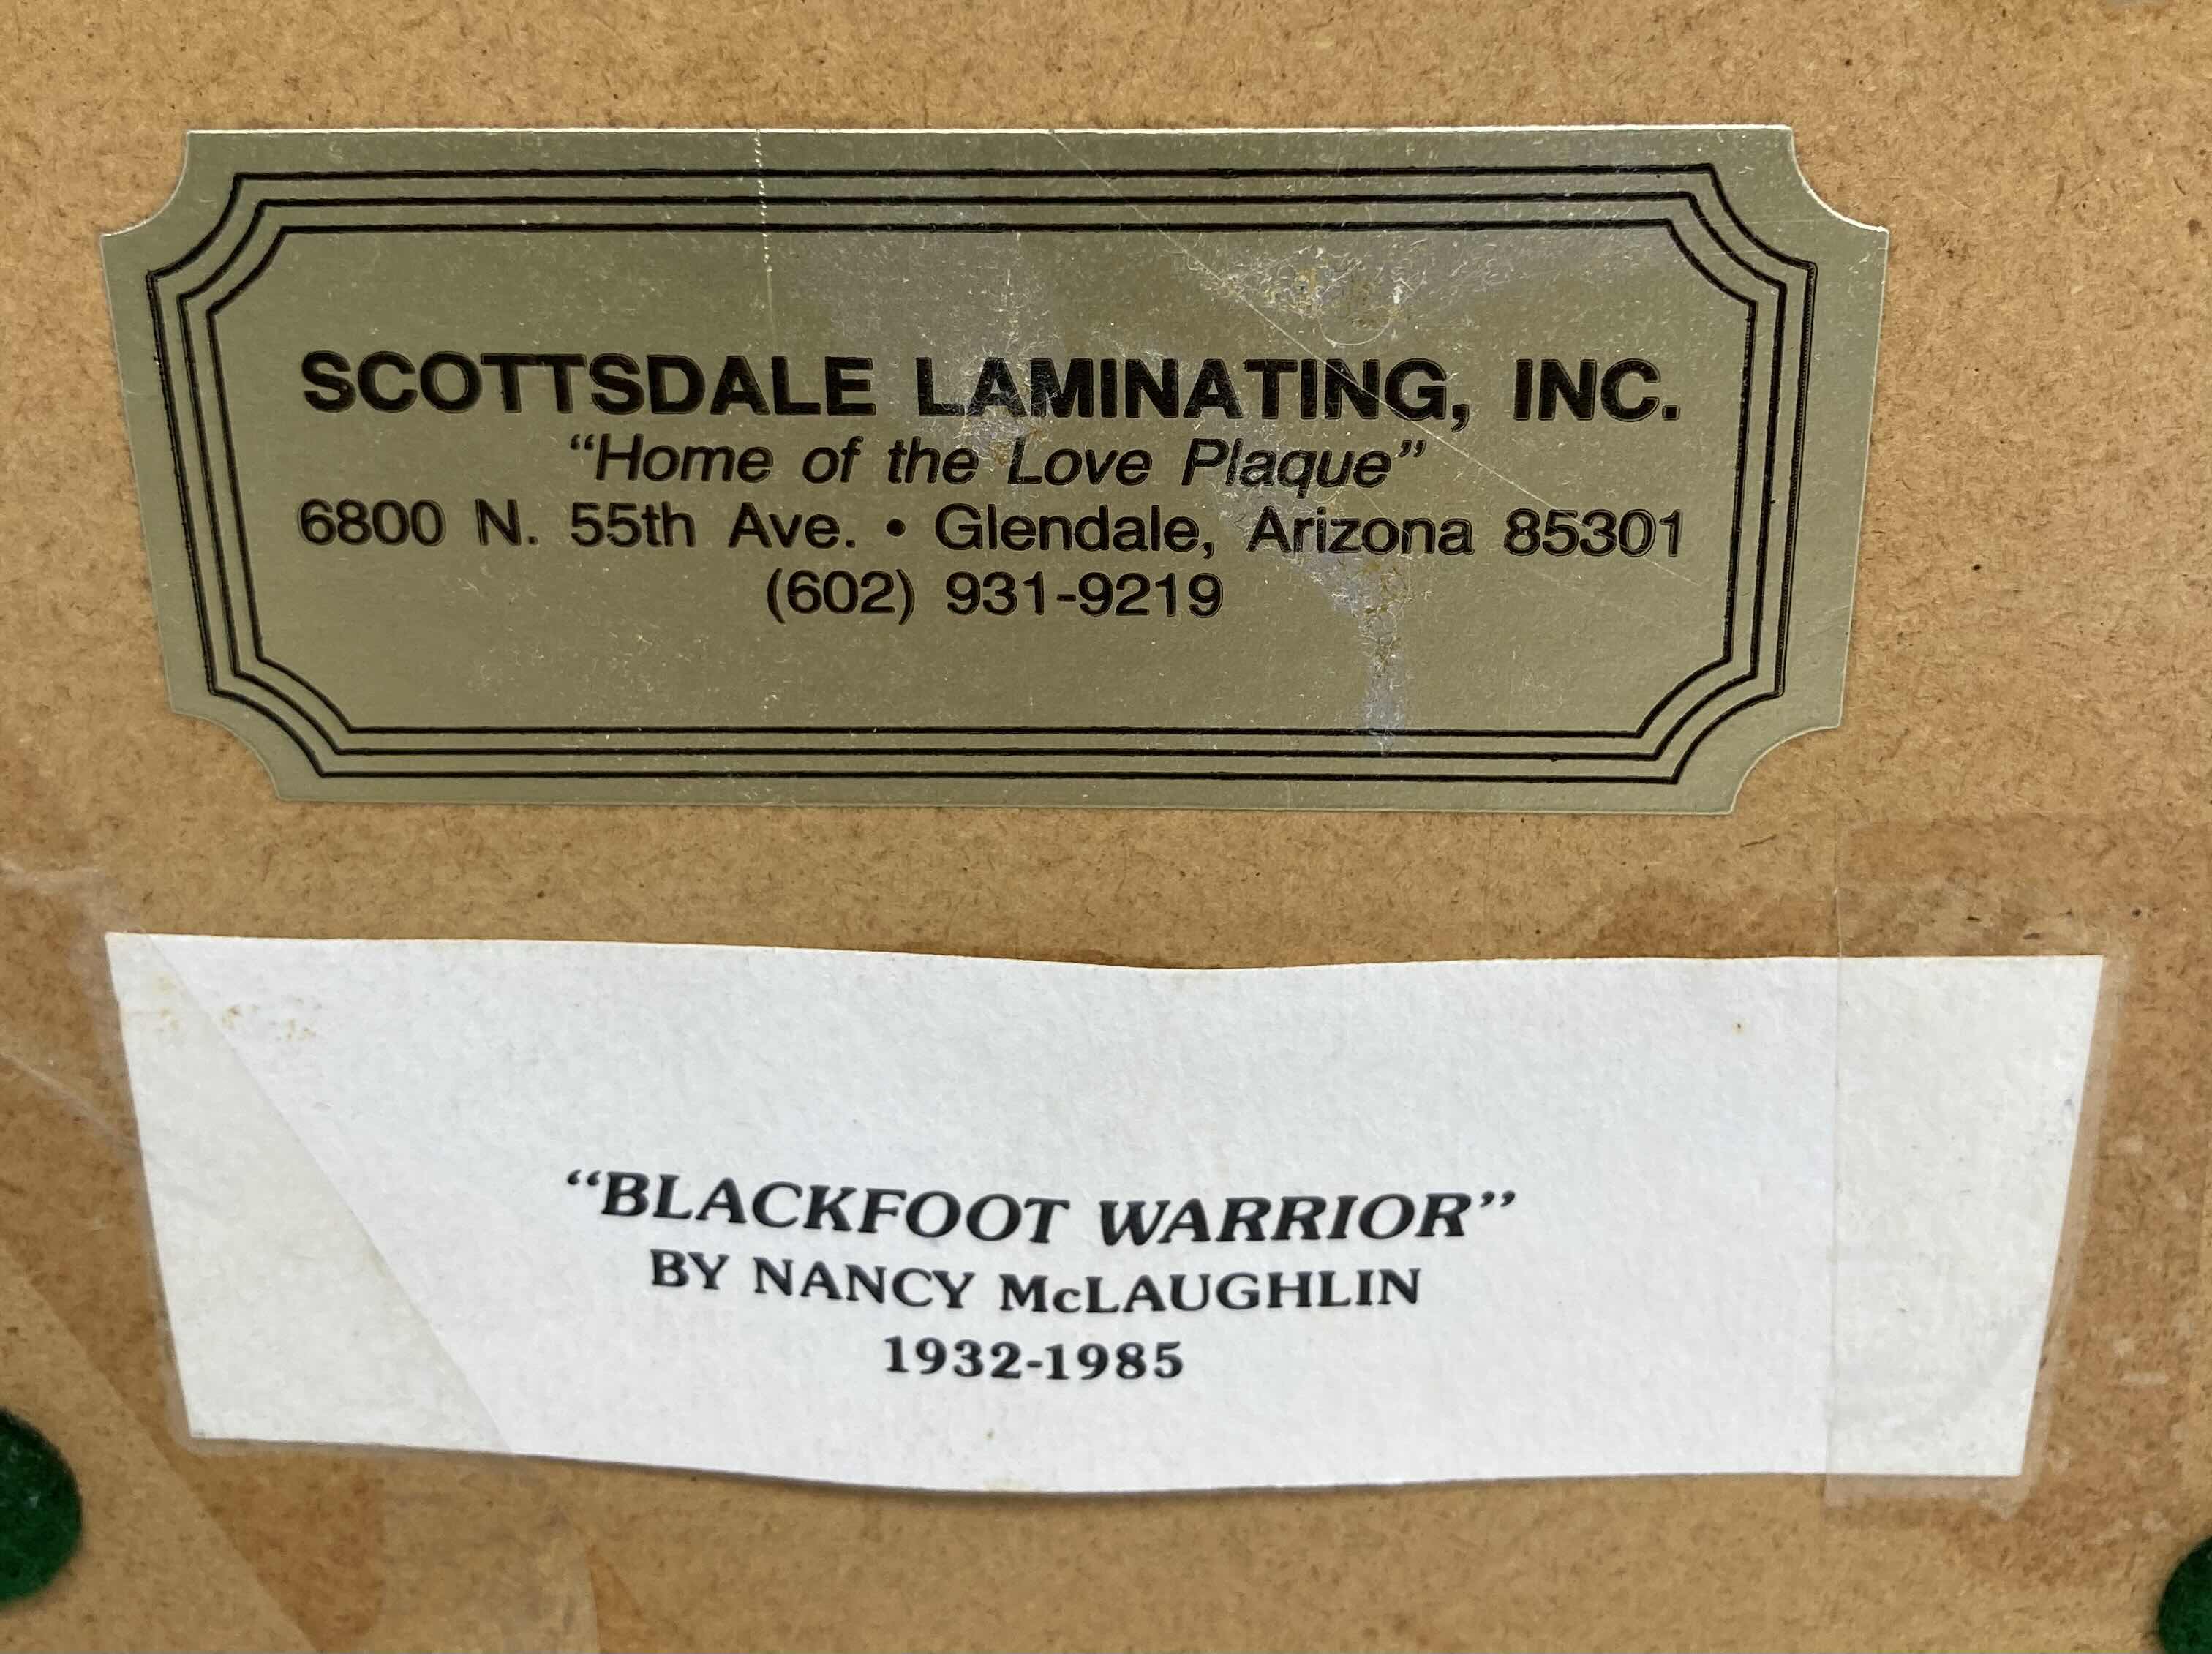 SCOTTSDALE LAMINATING, INC.
“Home of the Love Plaque”
6800 N. 55th Ave. • Glendale, Arizona 85301
(602) 931-9219
“BLACKFOOT WARRIOR”
BY NANCY McLAUGHLIN
1932-1985